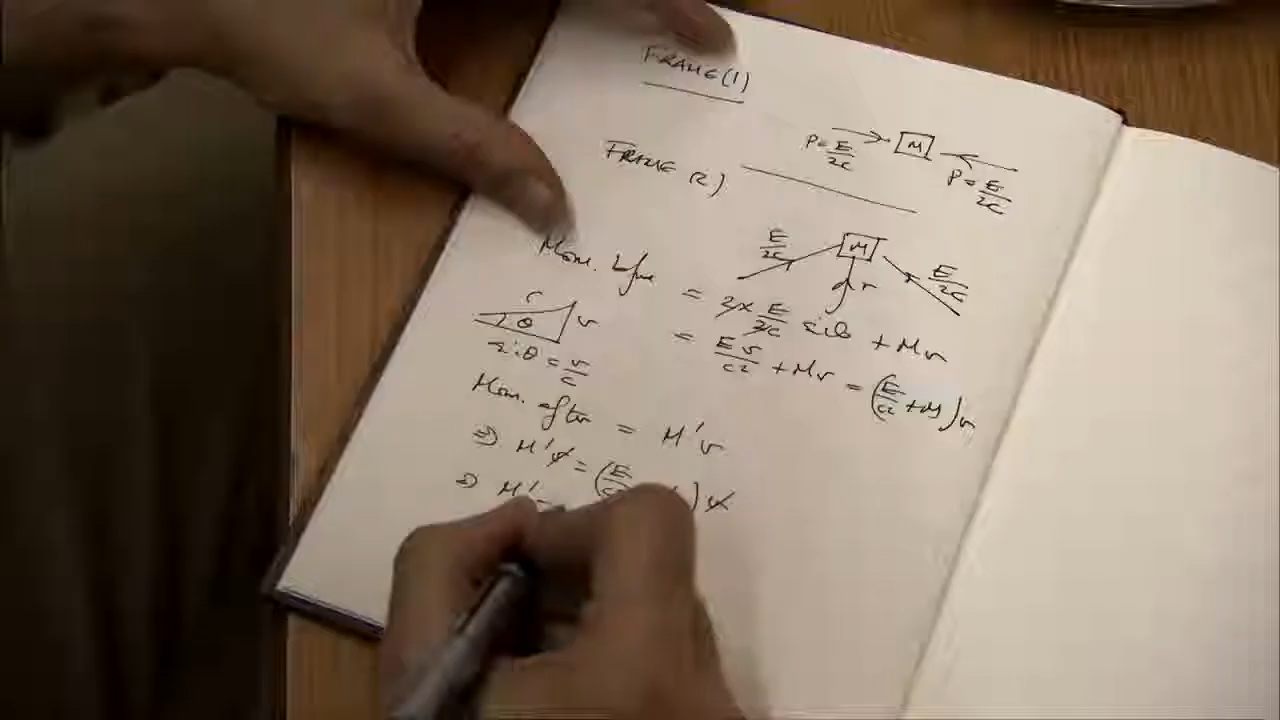 FRAME (1)
P = E/2c → [M] ← P = E/2c
FRAME (2)
E/2c [M] E/2c
v
Mom. before = 2 x E/2c sin θ + Mv
c θ v
= Ev/c2 + Mv = (E/c2 + M)v
sin θ = v/c
Mom. after = M'v
⇒ M'v = (E/c2 )v
⇒ M' =